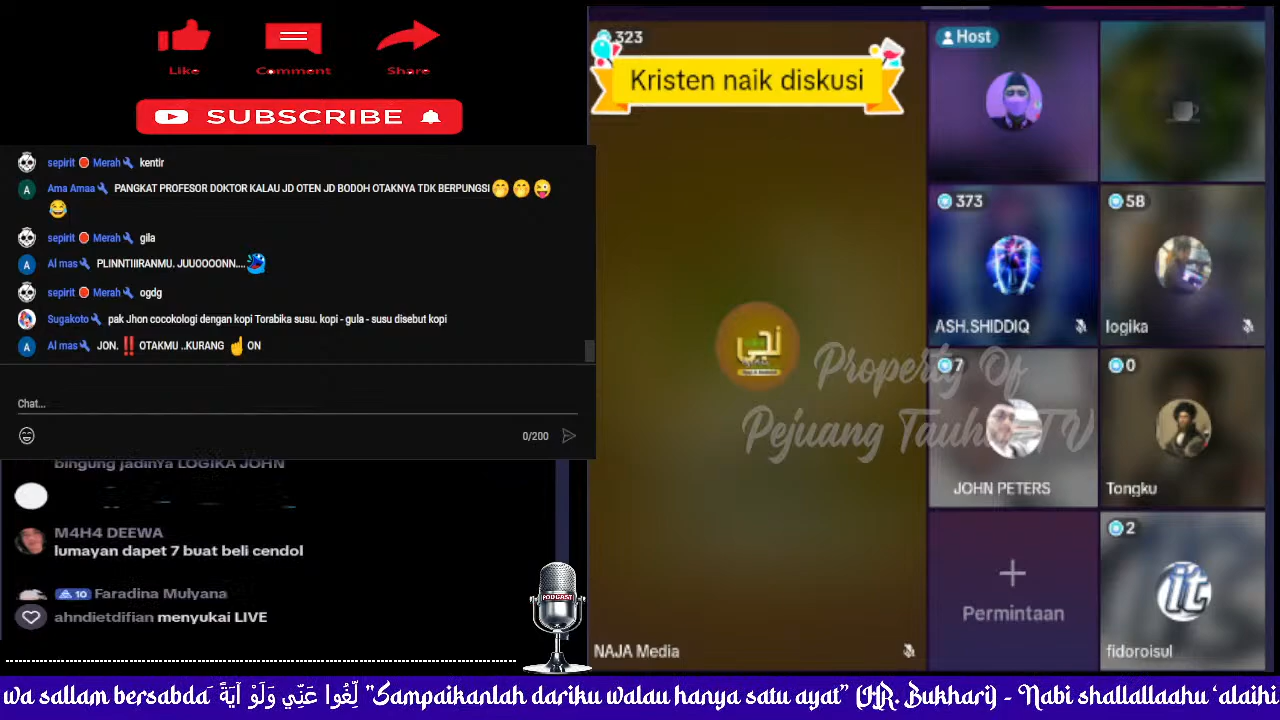 Like
Comment
Share
SUBSCRIBE
sepirit 🔴 Merah kentir
A Ama Amaa PANGKAT PROFESOR DOKTOR KALAU JD OTEN JD BODOH OTAKNYA TDK BERPUNGSI 🤭 🤭 😜
😂
sepirit 🔴 Merah gila
A Al mas PLINNTIIIRANMU. JUUOOOONN....
sepirit 🔴 Merah ogdg
Sugakoto pak Jhon cocokologi dengan kopi Torabika susu. kopi - gula - susu disebut kopi
A Al mas JON. ‼️ OTAKMU ..KURANG ☝️ ON
Chat...
0/200
bingung jadinya LOGIKA JOHN
M4H4 DEEWA
lumayan dapet 7 buat beli cendol
10 Faradina Mulyana
ahndietdifian menyukai LIVE
PODCAST
323
Kristen naik diskusi
نجى
NAJA Media
Host
373
ASH.SHIDDIQ
58
logika
7
JOHN PETERS
0
Tongku
+
Permintaan
2
it
fidoroisul
Property Of
Pejuang Tauhid TV
wa sallam bersabda لِّغُوا عَنِّي وَلَوْ آيَةً "Sampaikanlah dariku walau hanya satu ayat" (HR. Bukhari) - Nabi shallallaahu 'alaihi